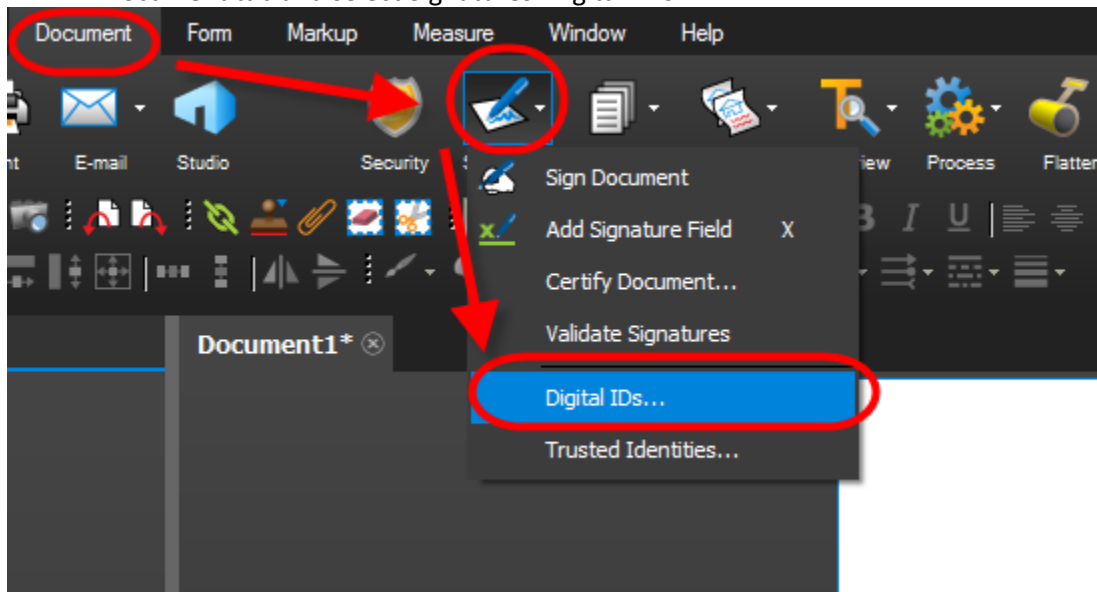 Document Form Markup Measure Window Help
E-mail Studio Security Process Flatten
Sign Document
Add Signature Field X
Certify Document...
Validate Signatures
Document1*
Digital IDs...
Trusted Identities...